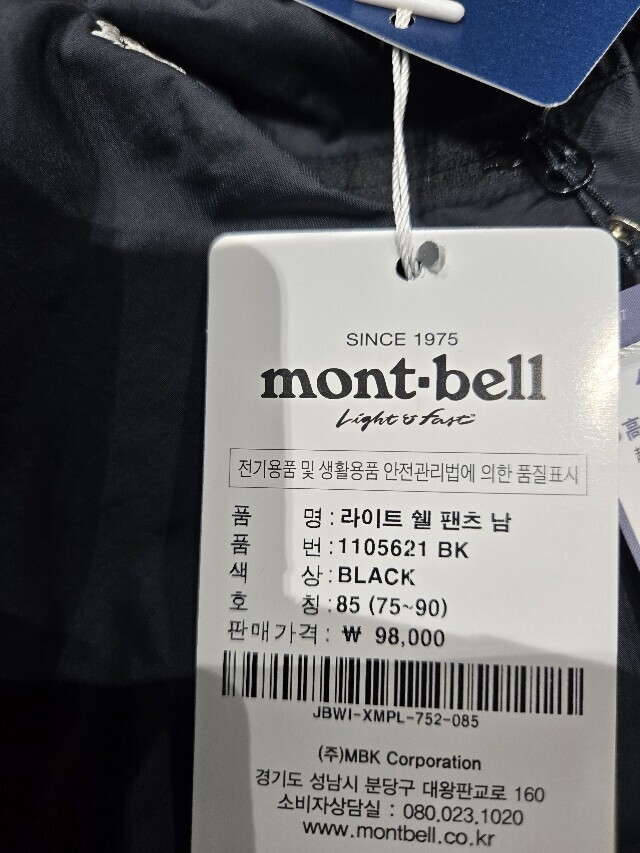 SINCE 1975
mont·bell
Light & Fast
전기용품 및 생활용품 안전관리법에 의한 품질표시
품 명 : 라이트 쉘 팬츠 남
품 번 : 1105621 BK
색 상 : BLACK
호 칭 : 85 (75~90)
판매가격 : ₩ 98,000
JBWI-XMPL-752-085
(주)MBK Corporation
경기도 성남시 분당구 대왕판교로 160
소비자상담실 : 080.023.1020
www.montbell.co.kr
高